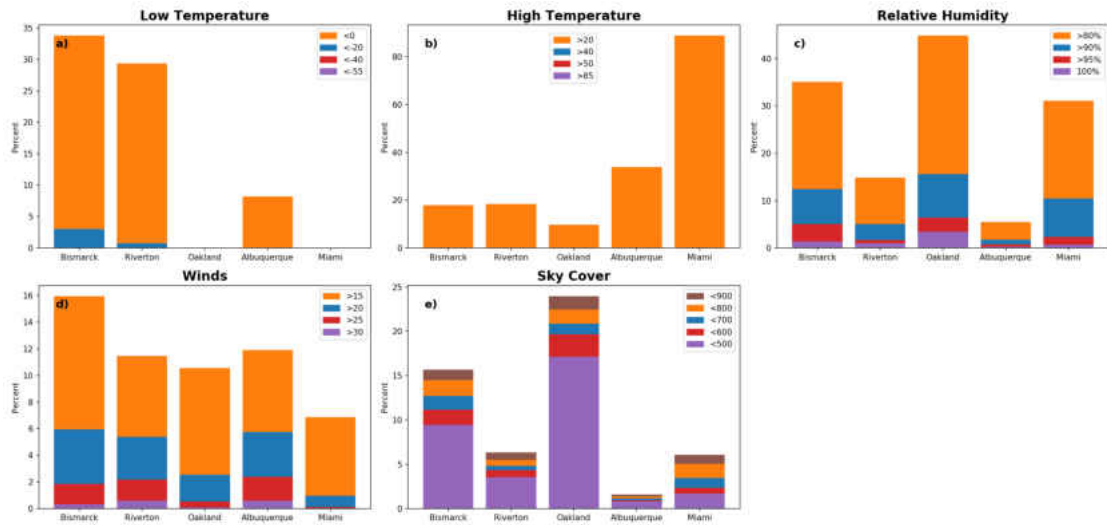 Low Temperature
a)
<0
<-20
<-40
<-55
Percent
35
30
25
20
15
10
5
0
Bismarck Riverton Oakland Albuquerque Miami
High Temperature
b)
>20
>40
>50
>65
Percent
80
60
40
20
0
Bismarck Riverton Oakland Albuquerque Miami
Relative Humidity
c)
>80%
>90%
>95%
100%
Percent
40
30
20
10
0
Bismarck Riverton Oakland Albuquerque Miami
Winds
d)
>15
>20
>25
>30
Percent
16
14
12
10
8
6
4
2
0
Bismarck Riverton Oakland Albuquerque Miami
Sky Cover
e)
<900
<800
<700
<600
<500
Percent
25
20
15
10
5
0
Bismarck Riverton Oakland Albuquerque Miami